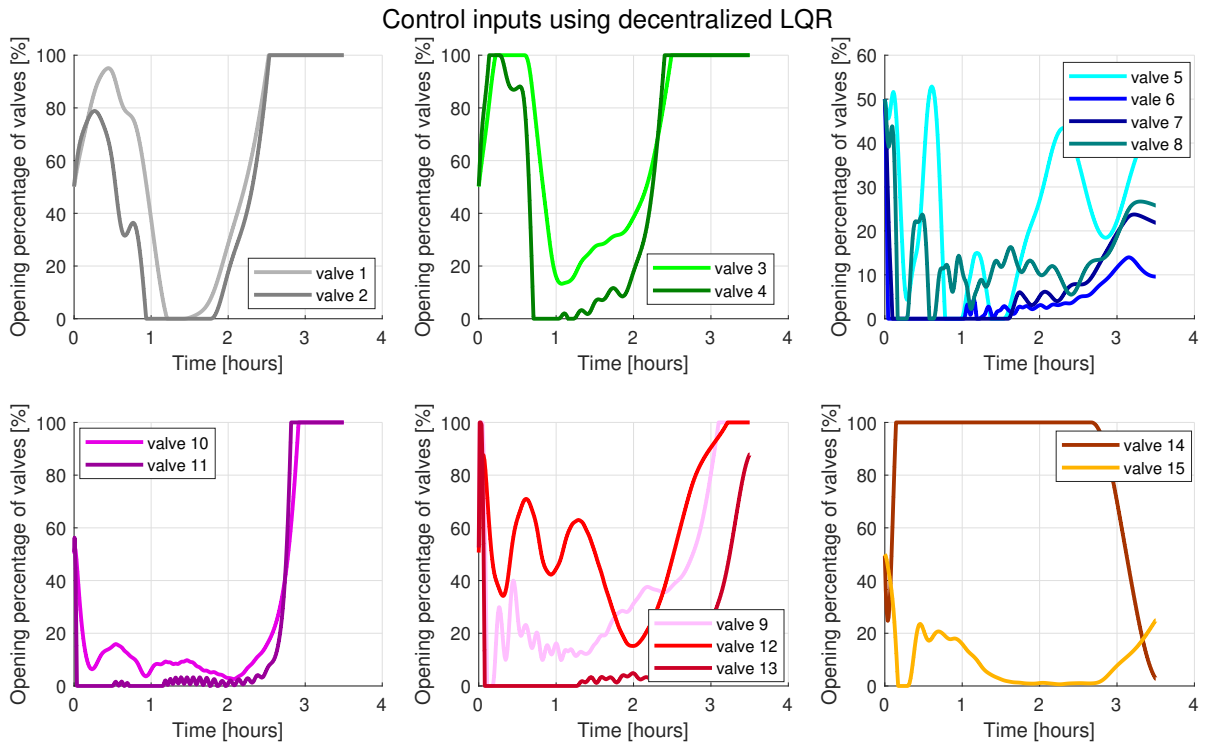 Control inputs using decentralized LQR
Opening percentage of valves [%]
100
80
60
40
20
0
0 1 2 3 4
Time [hours]
valve 1
valve 2
Opening percentage of valves [%]
100
80
60
40
20
0
0 1 2 3 4
Time [hours]
valve 3
valve 4
Opening percentage of valves [%]
60
50
40
30
20
10
0
0 1 2 3 4
Time [hours]
valve 5
vale 6
valve 7
valve 8
Opening percentage of valves [%]
100
80
60
40
20
0
0 1 2 3 4
Time [hours]
valve 10
valve 11
Opening percentage of valves [%]
100
80
60
40
20
0
0 1 2 3 4
Time [hours]
valve 9
valve 12
valve 13
Opening percentage of valves [%]
100
80
60
40
20
0
0 1 2 3 4
Time [hours]
valve 14
valve 15